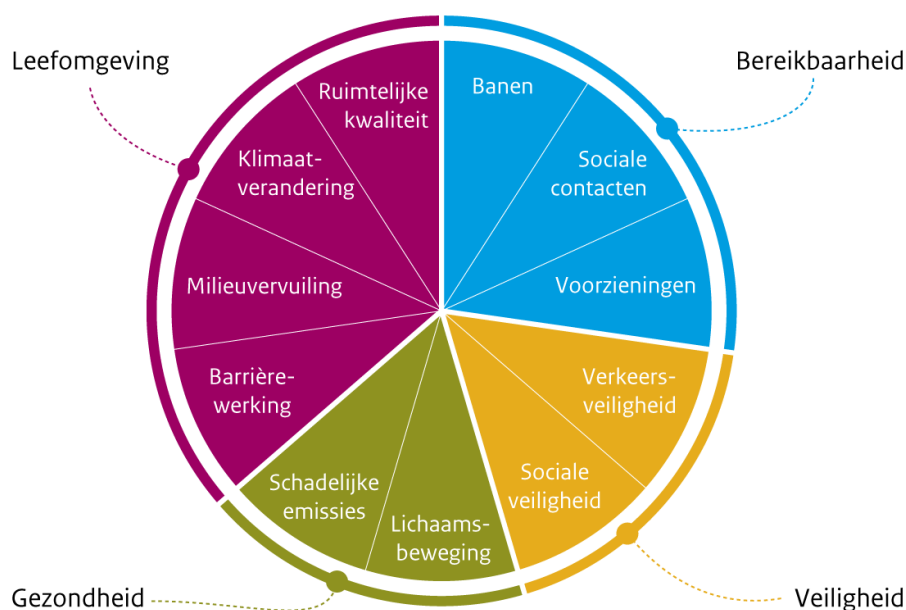 Leefomgeving
Bereikbaarheid
Ruimtelijke
kwaliteit
Banen
Klimaat-
verandering
Sociale
contacten
Milieuvervuiling
Voorzieningen
Barrière-
werking
Verkeers-
veiligheid
Schadelijke
emissies
Lichaams-
beweging
Sociale
veiligheid
Gezondheid
Veiligheid